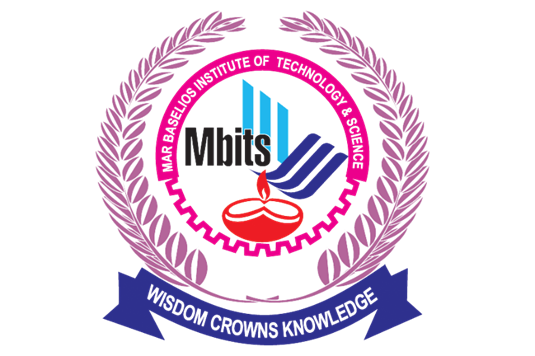 MAR BASELIOS INSTITUTE OF TECHNOLOGY & SCIENCE
Mbits
WISDOM CROWNS KNOWLEDGE